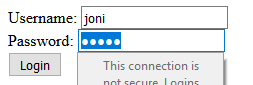 Username: joni
Password: •••••
Login
This connection is
not secure. Logins